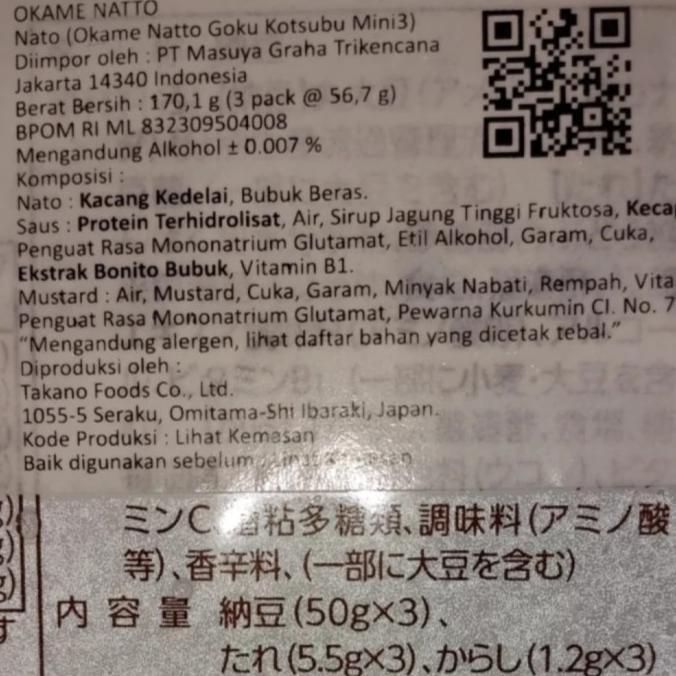 OKAME NATTO
Nato (Okame Natto Goku Kotsubu Mini3)
Diimpor oleh : PT Masuya Graha Trikencana
Jakarta 14340 Indonesia
Berat Bersih : 170,1 g (3 pack @ 56,7 g)
BPOM RI ML 832309504008
Mengandung Alkohol ± 0.007 %
Komposisi :
Nato : Kacang Kedelai, Bubuk Beras.
Saus : Protein Terhidrolisat, Air, Sirup Jagung Tinggi Fruktosa, Kecap
Penguat Rasa Mononatrium Glutamat, Etil Alkohol, Garam, Cuka,
Ekstrak Bonito Bubuk, Vitamin B1.
Mustard : Air, Mustard, Cuka, Garam, Minyak Nabati, Rempah, Vita
Penguat Rasa Mononatrium Glutamat, Pewarna Kurkumin CI. No. 7
“Mengandung alergen, lihat daftar bahan yang dicetak tebal.”
Diproduksi oleh :
Takano Foods Co., Ltd.
1055-5 Seraku, Omitama-Shi Ibaraki, Japan.
Kode Produksi : Lihat Kemasan
Baik digunakan sebelum
ミンC、増粘多糖類、調味料(アミノ酸
等)、香辛料、(一部に大豆を含む)
内容量 納豆(50g×3)、
たれ(5.5g×3)、からし(1.2g×3)